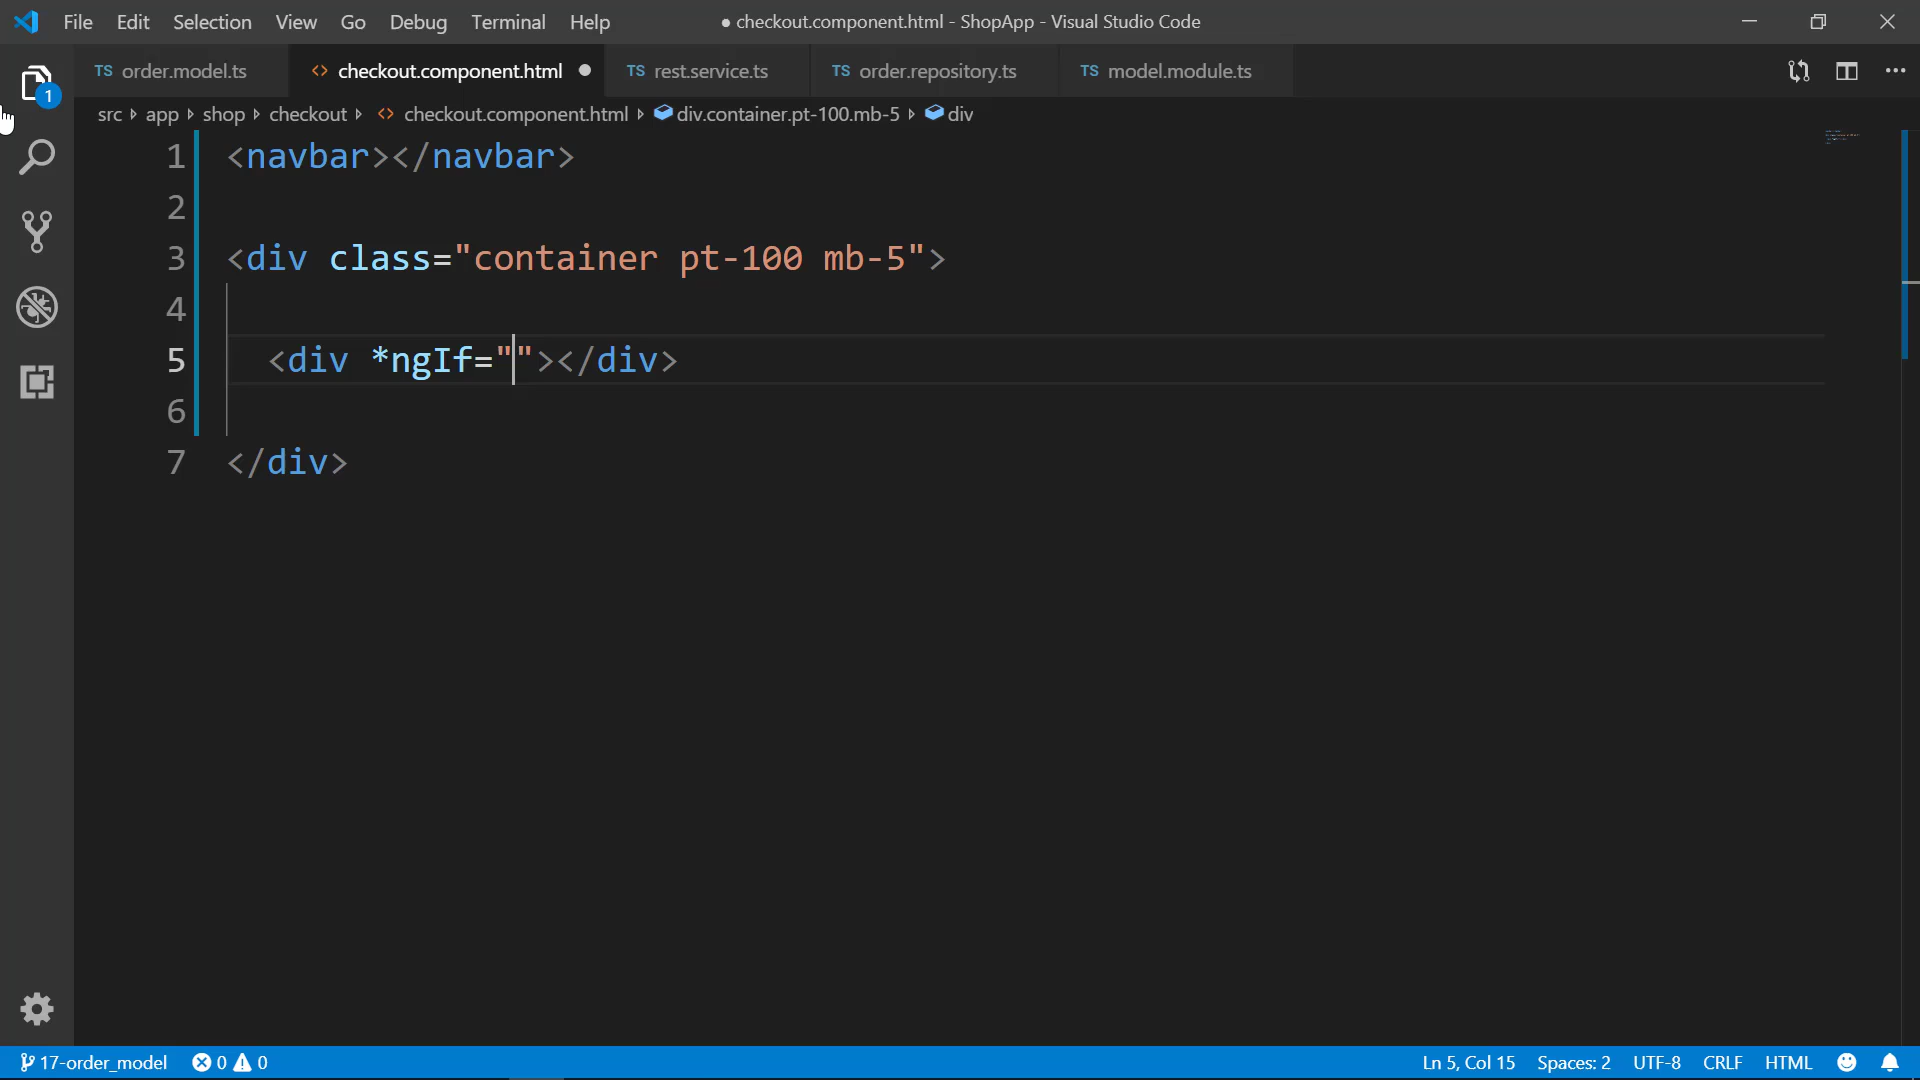 File Edit Selection View Go Debug Terminal Help ● checkout.component.html - ShopApp - Visual Studio Code
TS order.model.ts <> checkout.component.html ● TS rest.service.ts TS order.repository.ts TS model.module.ts
1
src app shop checkout <> checkout.component.html div.container.pt-100.mb-5 div
1 <navbar></navbar>
2
3 <div class="container pt-100 mb-5">
4
5 <div *ngIf=""></div>
6
7 </div>
17-order_model 0 0 Ln 5, Col 15 Spaces: 2 UTF-8 CRLF HTML